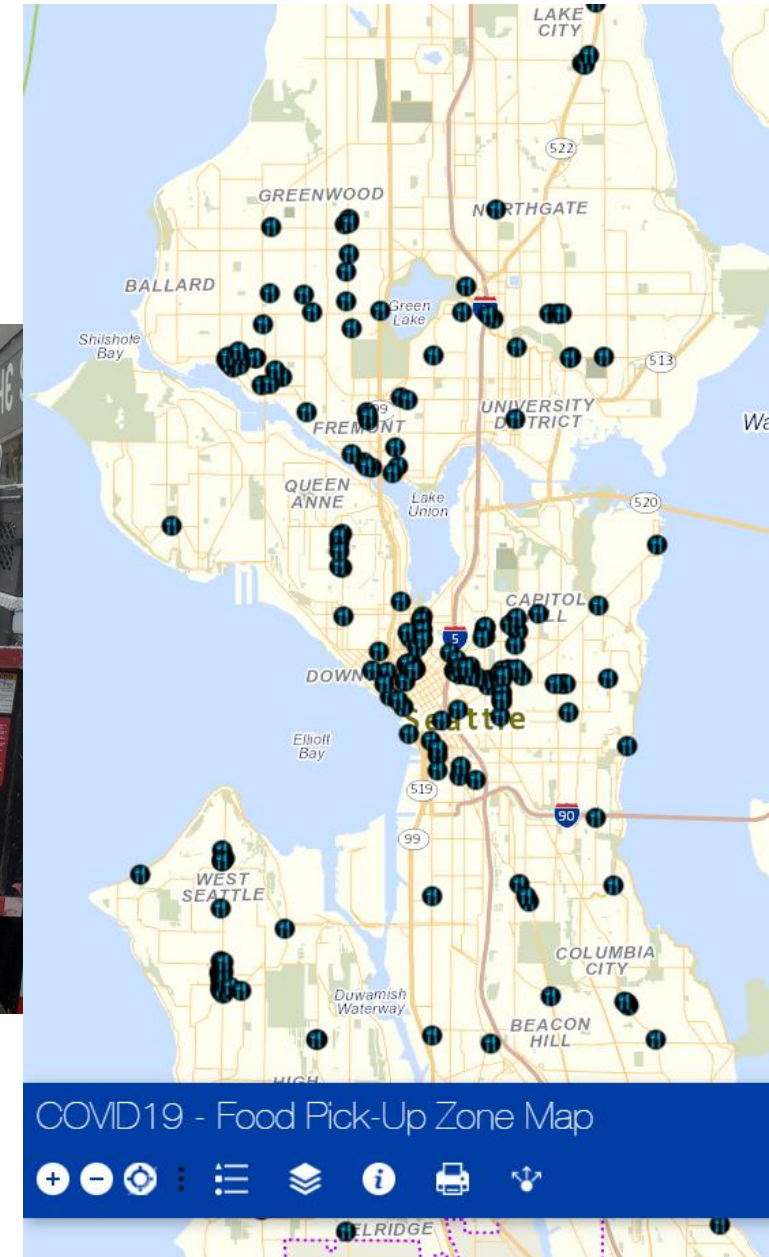 LAKE
CITY
522
GREENWOOD
NORTHGATE
BALLARD
Green
Lake
Shilshole
Bay
513
99
UNIVERSITY
DISTRICT
FREMONT
Wa
QUEEN
ANNE
Lake
Union
520
CAPITOL
HILL
5
DOWN
Seattle
Elliott
Bay
519
90
99
WEST
SEATTLE
COLUMBIA
CITY
Duwamish
Waterway
BEACON
HILL
HIGH
COVID19 - Food Pick-Up Zone Map
ELRIDGE